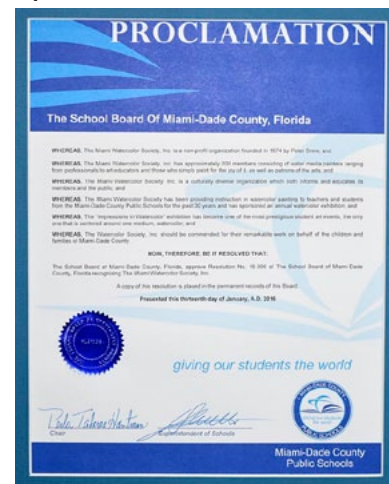 PROCLAMATION
The School Board Of Miami-Dade County, Florida
WHEREAS, The Miami Watercolor Society, Inc. is a non-profit organization founded in 1974 by Peter and
WHEREAS, The Miami Watercolor Society, Inc. has approximately 200 members consisting of water media painters ranging
from professionals to art educators and those who simply paint for the joy of it, as well as patrons of the arts, and
WHEREAS, The Miami Watercolor Society, Inc. is a culturally diverse organization which both informs and educates its
members and the public, and
WHEREAS, The Miami Watercolor Society has been providing instruction in watercolor painting to teachers and students
from the Miami-Dade County Public Schools for the past 30 years and has sponsored an annual watercolor exhibition, and
WHEREAS, The "Impressions in Watercolor" exhibition has become one of the most prestigious student art events, the only
one that is centered around one medium, watercolor, and
WHEREAS, The Miami Watercolor Society, Inc. should be commended for their remarkable work on behalf of the children and
families of Miami-Dade County
NOW, THEREFORE, BE IT RESOLVED THAT:
The School Board of Miami-Dade County, Florida, approve Resolution No. of The School Board of Miami-Dade
County, Florida recognizing The Miami Watercolor Society, Inc.
A copy of this resolution is placed in the permanent records of this Board.
Presented this thirteenth day of January, A.D. 2016
giving our students the world
Chair
Superintendent of Schools
MIAMI-DADE COUNTY
PUBLIC SCHOOLS
Miami-Dade County
Public Schools